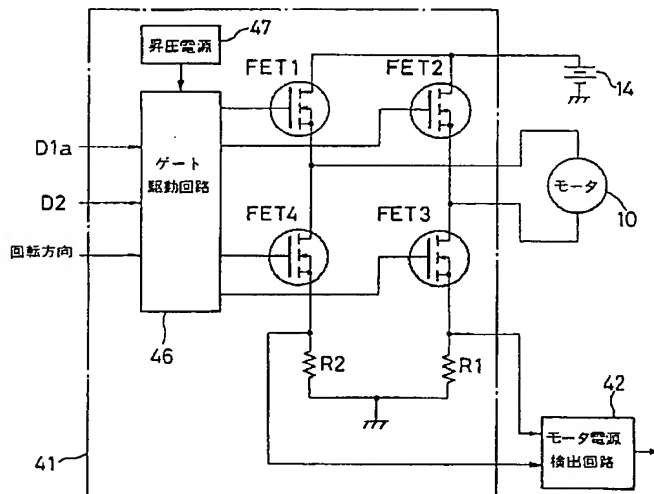 47
昇圧電源
FET1
FET2
14
D1a
ゲート
駆動回路
モータ
D2
10
FET4
FET3
回転方向
46
R2
R1
42
モータ電源
検出回路
41